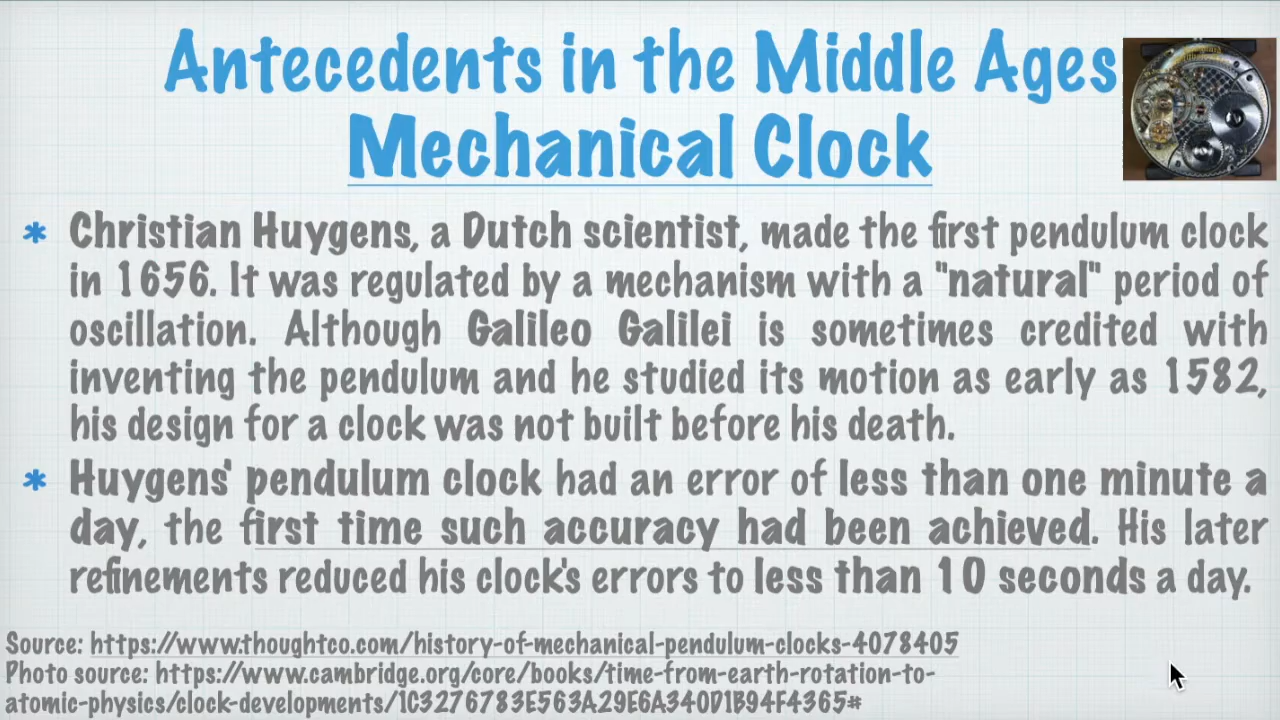 Antecedents in the Middle Ages
Mechanical Clock
* Christian Huygens, a Dutch scientist, made the first pendulum clock
in 1656. It was regulated by a mechanism with a "natural" period of
oscillation. Although Galileo Galilei is sometimes credited with
inventing the pendulum and he studied its motion as early as 1582,
his design for a clock was not built before his death.
* Huygens' pendulum clock had an error of less than one minute a
day, the first time such accuracy had been achieved. His later
refinements reduced his clock's errors to less than 10 seconds a day.
Source: https://www.thoughtco.com/history-of-mechanical-pendulum-clocks-4078405
Photo source: https://www.cambridge.org/core/books/time-from-earth-rotation-to-
atomic-physics/clock-developments/1C3276783E563A29E6A340D1B94F4365#